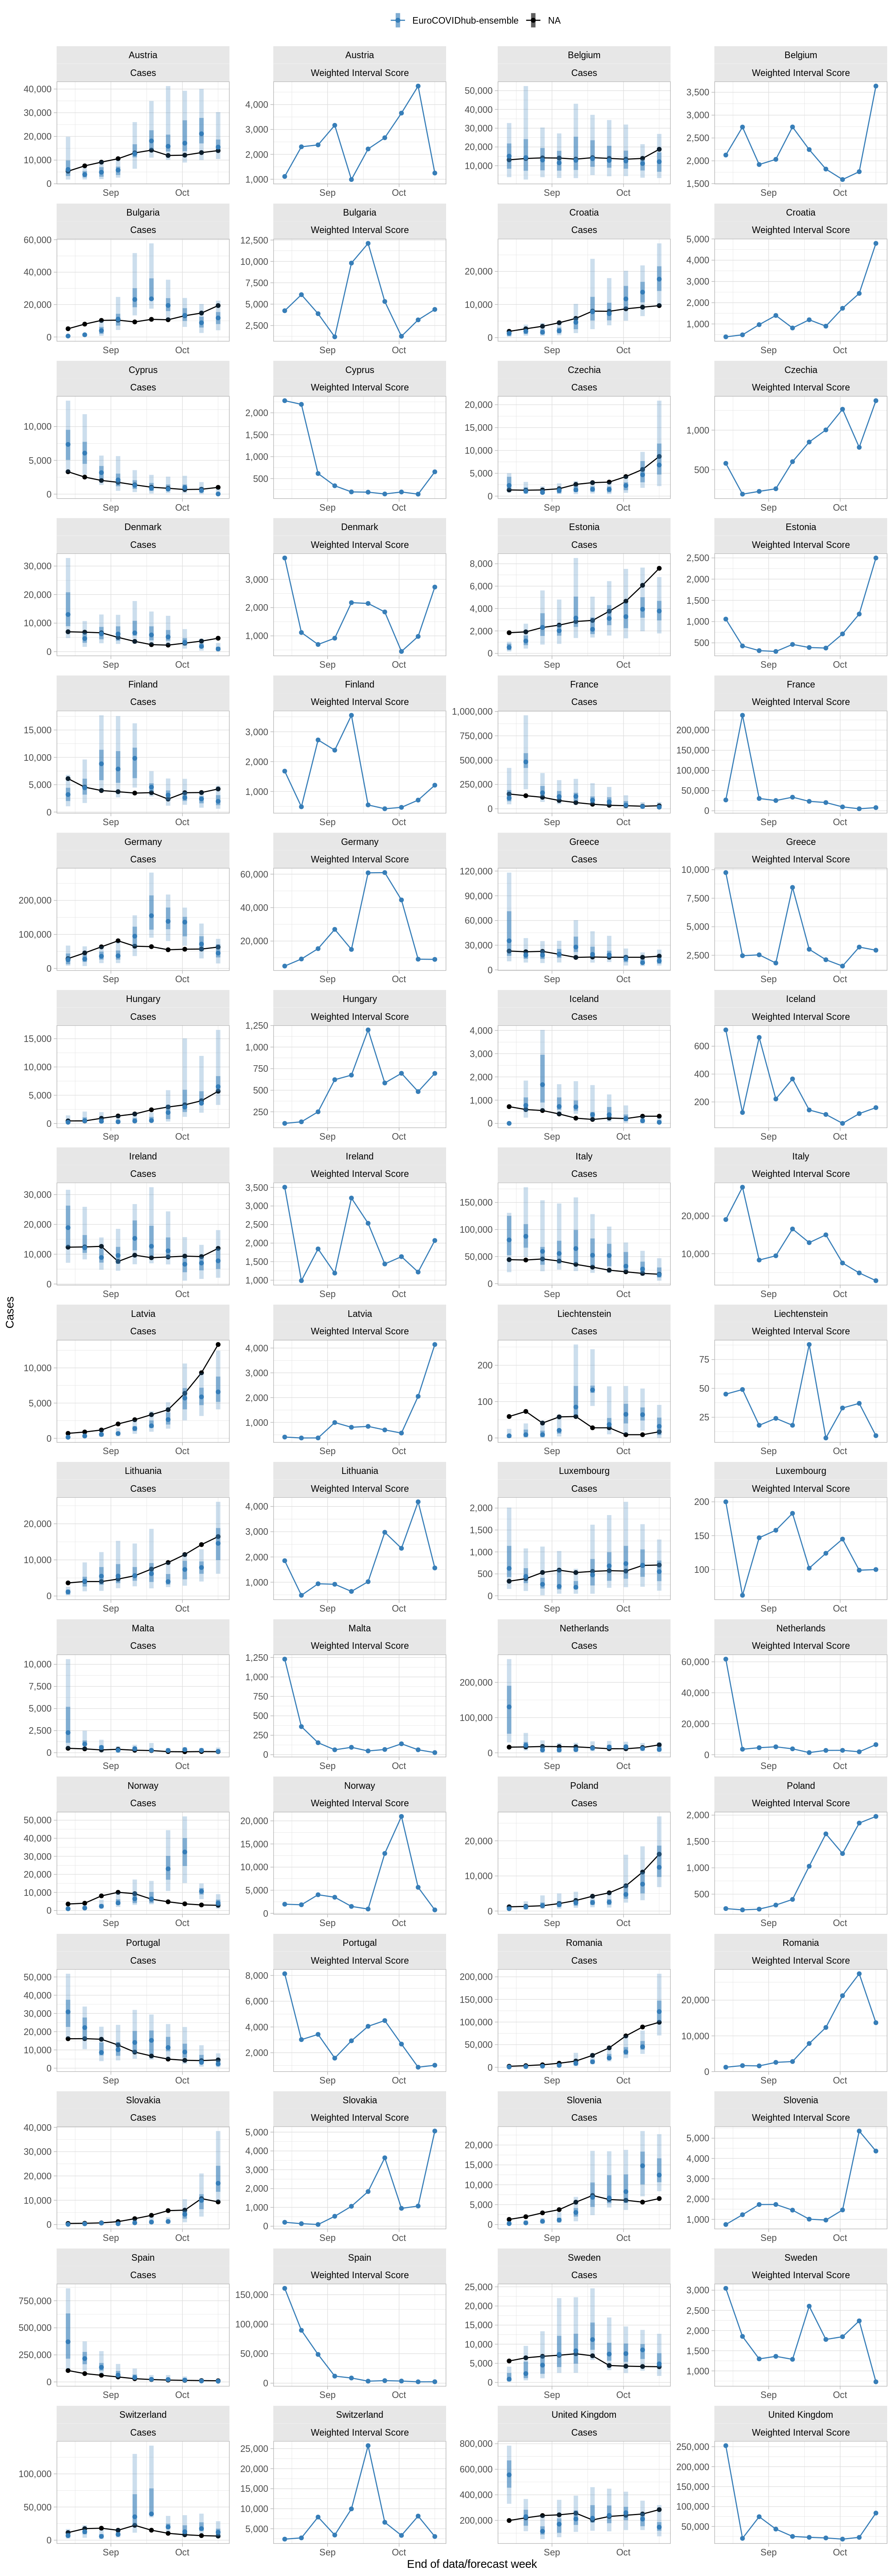 EuroCOVIDhub-ensemble NA
Austria Austria Belgium Belgium
Cases Weighted Interval Score Cases Weighted Interval Score
40,000 30,000 20,000 10,000 0
4,000 3,000 2,000 1,000
50,000 40,000 30,000 20,000 10,000
3,500 3,000 2,500 2,000 1,500
Sep Oct Sep Oct Sep Oct Sep Oct
Bulgaria Bulgaria Croatia Croatia
Cases Weighted Interval Score Cases Weighted Interval Score
60,000 40,000 20,000 0
12,500 10,000 7,500 5,000 2,500
20,000 10,000 0
5,000 4,000 3,000 2,000 1,000
Sep Oct Sep Oct Sep Oct Sep Oct
Cyprus Cyprus Czechia Czechia
Cases Weighted Interval Score Cases Weighted Interval Score
10,000 5,000 0
2,000 1,500 1,000 500
20,000 15,000 10,000 5,000 0
1,000 500
Sep Oct Sep Oct Sep Oct Sep Oct
Denmark Denmark Estonia Estonia
Cases Weighted Interval Score Cases Weighted Interval Score
30,000 20,000 10,000 0
3,000 2,000 1,000
8,000 6,000 4,000 2,000 0
2,500 2,000 1,500 1,000 500
Sep Oct Sep Oct Sep Oct Sep Oct
Finland Finland France France
Cases Weighted Interval Score Cases Weighted Interval Score
15,000 10,000 5,000 0
3,000 2,000 1,000
1,000,000 750,000 500,000 250,000 0
200,000 150,000 100,000 50,000 0
Sep Oct Sep Oct Sep Oct Sep Oct
Germany Germany Greece Greece
Cases Weighted Interval Score Cases Weighted Interval Score
200,000 100,000 0
60,000 40,000 20,000
120,000 90,000 60,000 30,000 0
10,000 7,500 5,000 2,500
Sep Oct Sep Oct Sep Oct Sep Oct
Hungary Hungary Iceland Iceland
Cases Weighted Interval Score Cases Weighted Interval Score
15,000 10,000 5,000 0
1,250 1,000 750 500 250
4,000 3,000 2,000 1,000 0
600 400 200
Sep Oct Sep Oct Sep Oct Sep Oct
Ireland Ireland Italy Italy
Cases Weighted Interval Score Cases Weighted Interval Score
30,000 20,000 10,000 0
3,500 3,000 2,500 2,000 1,500 1,000
150,000 100,000 50,000 0
20,000 10,000
Sep Oct Sep Oct Sep Oct Sep Oct
Cases
Latvia Latvia Liechtenstein Liechtenstein
Cases Weighted Interval Score Cases Weighted Interval Score
10,000 5,000 0
4,000 3,000 2,000 1,000
200 100 0
75 50 25
Sep Oct Sep Oct Sep Oct Sep Oct
Lithuania Lithuania Luxembourg Luxembourg
Cases Weighted Interval Score Cases Weighted Interval Score
20,000 10,000 0
4,000 3,000 2,000 1,000
2,000 1,500 1,000 500 0
200 150 100
Sep Oct Sep Oct Sep Oct Sep Oct
Malta Malta Netherlands Netherlands
Cases Weighted Interval Score Cases Weighted Interval Score
10,000 7,500 5,000 2,500 0
1,250 1,000 750 500 250 0
200,000 100,000 0
60,000 40,000 20,000 0
Sep Oct Sep Oct Sep Oct Sep Oct
Norway Norway Poland Poland
Cases Weighted Interval Score Cases Weighted Interval Score
50,000 40,000 30,000 20,000 10,000 0
20,000 15,000 10,000 5,000 0
20,000 10,000 0
2,000 1,500 1,000 500
Sep Oct Sep Oct Sep Oct Sep Oct
Portugal Portugal Romania Romania
Cases Weighted Interval Score Cases Weighted Interval Score
50,000 40,000 30,000 20,000 10,000 0
8,000 6,000 4,000 2,000
200,000 150,000 100,000 50,000 0
20,000 10,000 0
Sep Oct Sep Oct Sep Oct Sep Oct
Slovakia Slovakia Slovenia Slovenia
Cases Weighted Interval Score Cases Weighted Interval Score
40,000 30,000 20,000 10,000 0
5,000 4,000 3,000 2,000 1,000 0
20,000 15,000 10,000 5,000 0
5,000 4,000 3,000 2,000 1,000
Sep Oct Sep Oct Sep Oct Sep Oct
Spain Spain Sweden Sweden
Cases Weighted Interval Score Cases Weighted Interval Score
750,000 500,000 250,000 0
150,000 100,000 50,000 0
25,000 20,000 15,000 10,000 5,000 0
3,000 2,500 2,000 1,500 1,000
Sep Oct Sep Oct Sep Oct Sep Oct
Switzerland Switzerland United Kingdom United Kingdom
Cases Weighted Interval Score Cases Weighted Interval Score
100,000 50,000 0
25,000 20,000 15,000 10,000 5,000
800,000 600,000 400,000 200,000
250,000 200,000 150,000 100,000 50,000
Sep Oct Sep Oct Sep Oct Sep Oct
End of data/forecast week